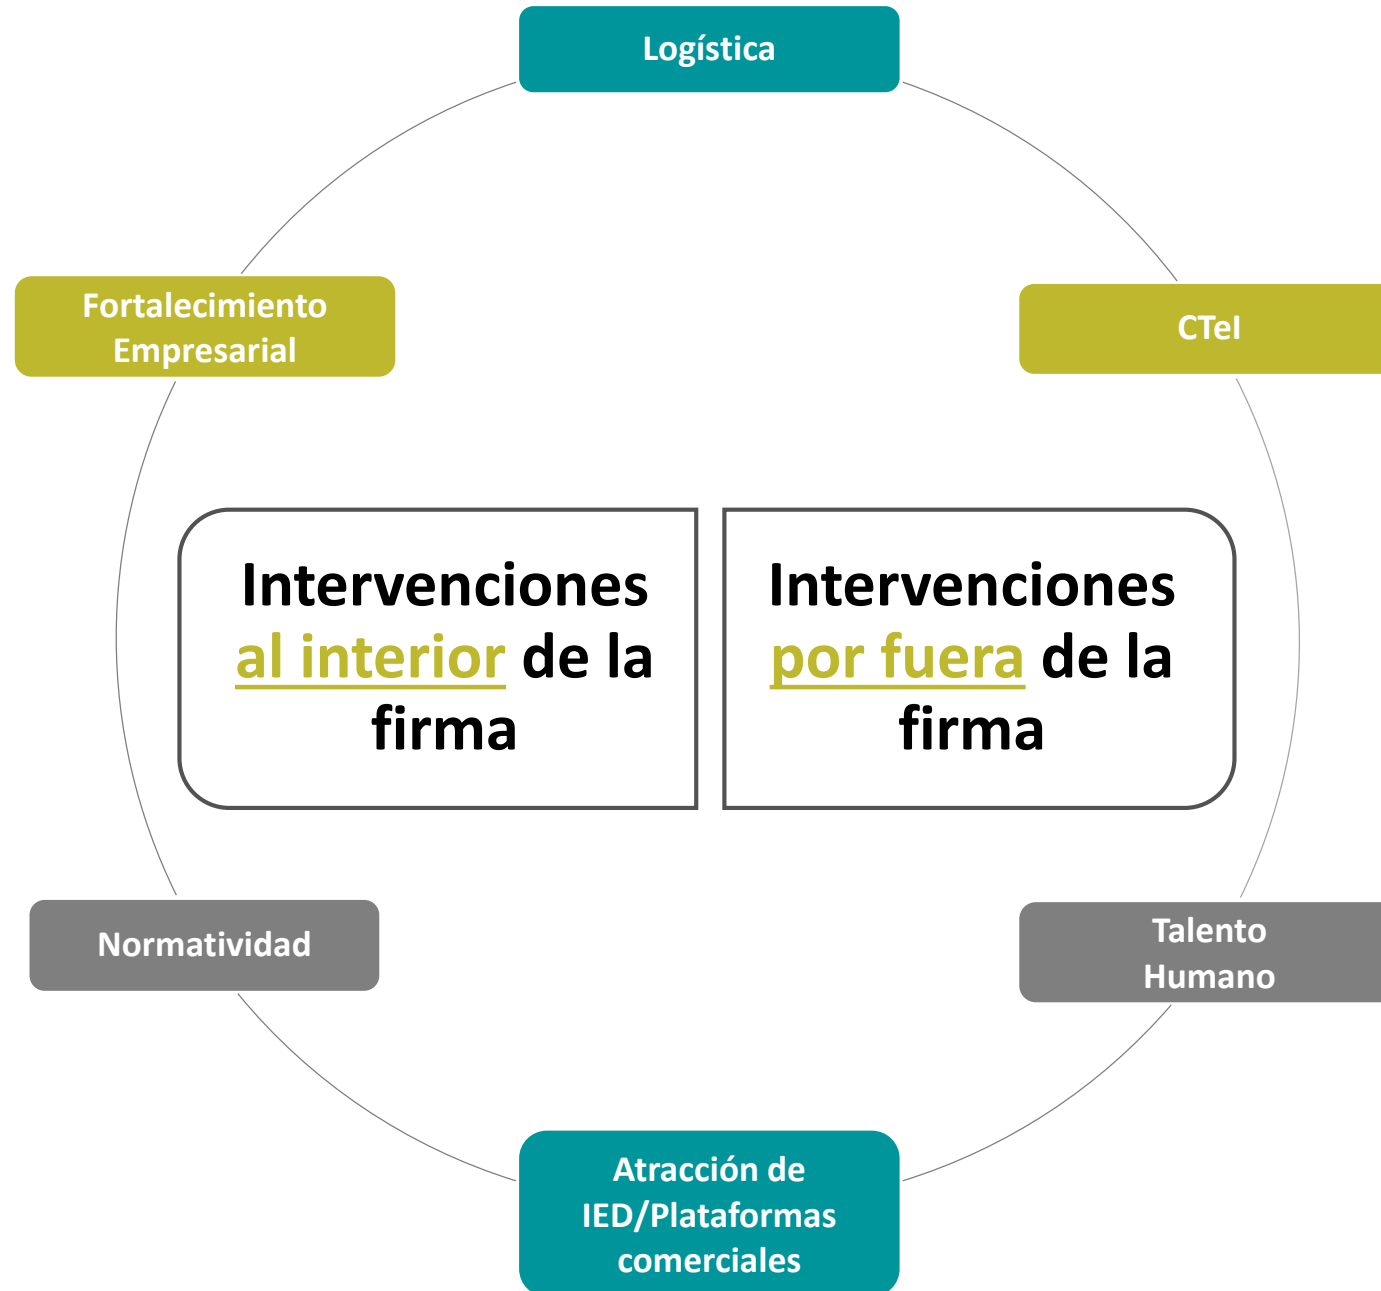 Logística
Fortalecimiento
Empresarial
CTeI
Intervenciones
al interior de la
firma
Intervenciones
por fuera de la
firma
Normatividad
Talento
Humano
Atracción de
IED/Plataformas
comerciales